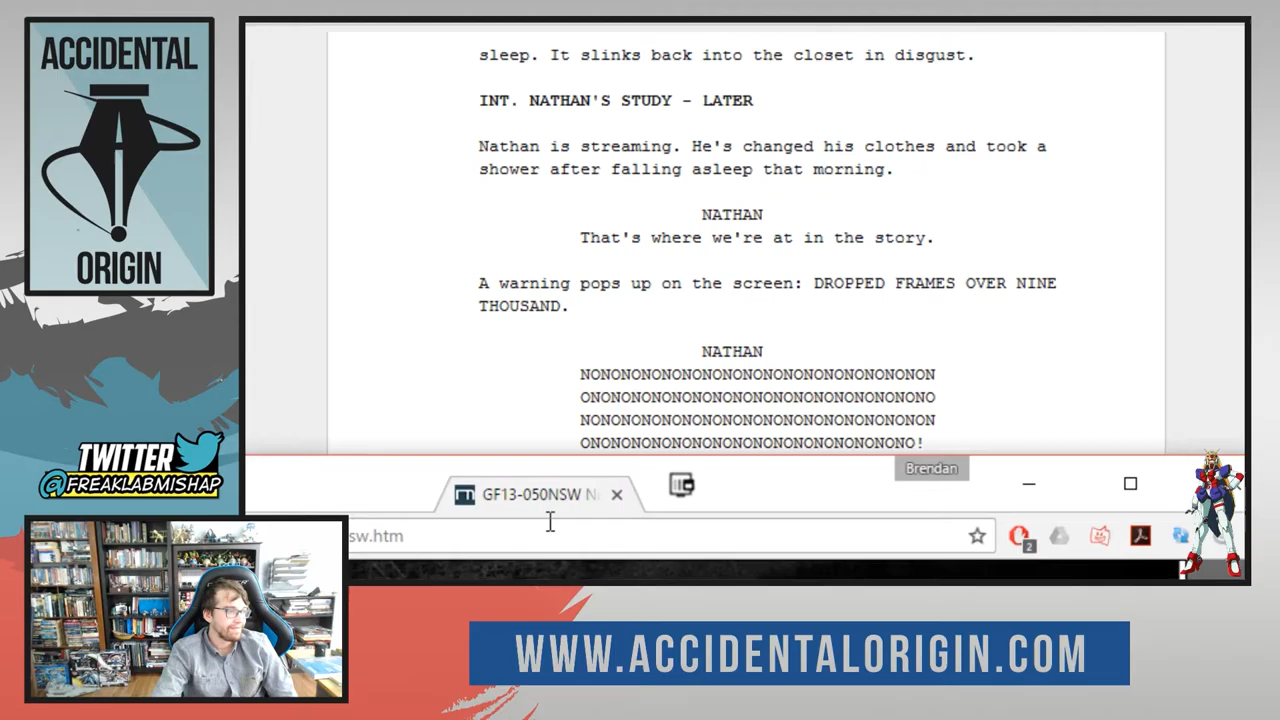 ACCIDENTAL
ORIGIN
sleep. It slinks back into the closet in disgust.
INT. NATHAN'S STUDY - LATER
Nathan is streaming. He's changed his clothes and took a
shower after falling asleep that morning.
NATHAN
That's where we're at in the story.
A warning pops up on the screen: DROPPED FRAMES OVER NINE
THOUSAND.
NATHAN
NONONONONONONONONONONONONONONONONON
ONONONONONONONONONONONONONONONONONO
NONONONONONONONONONONONONONONONONON
ONONONONONONONONONONONONONONONONO!
Brendan
GF13-050NSW N
sw.htm
2
TWITTER
@FREAKLABMISHAP
WWW.ACCIDENTALORIGIN.COM